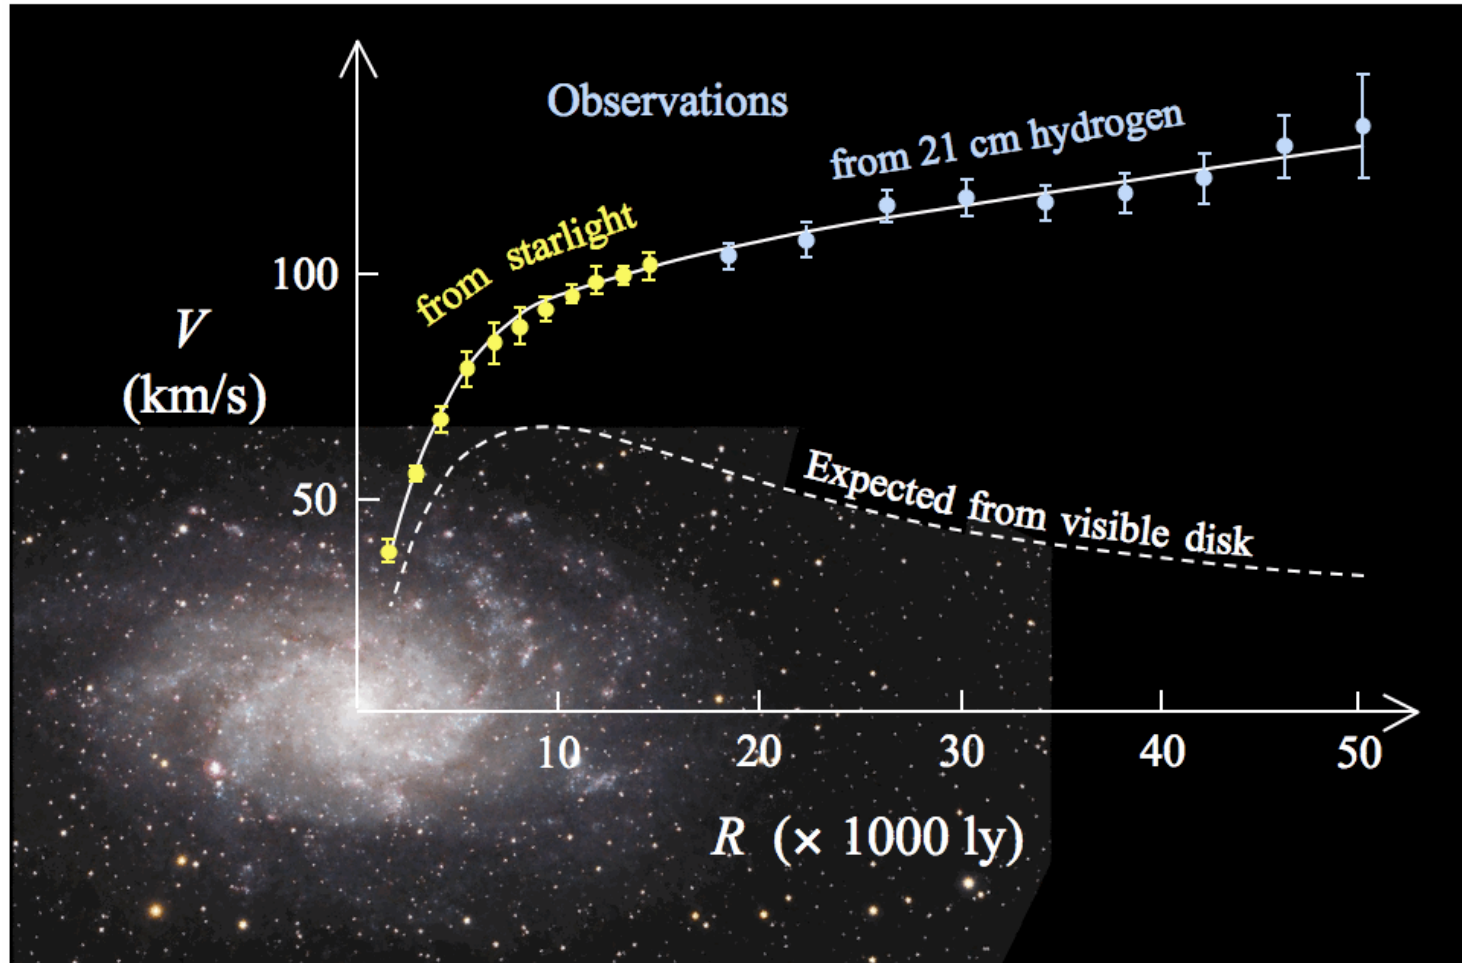 Observations
from 21 cm hydrogen
from starlight
100
V
(km/s)
50
Expected from visible disk
10
20
30
40
50
R (× 1000 ly)